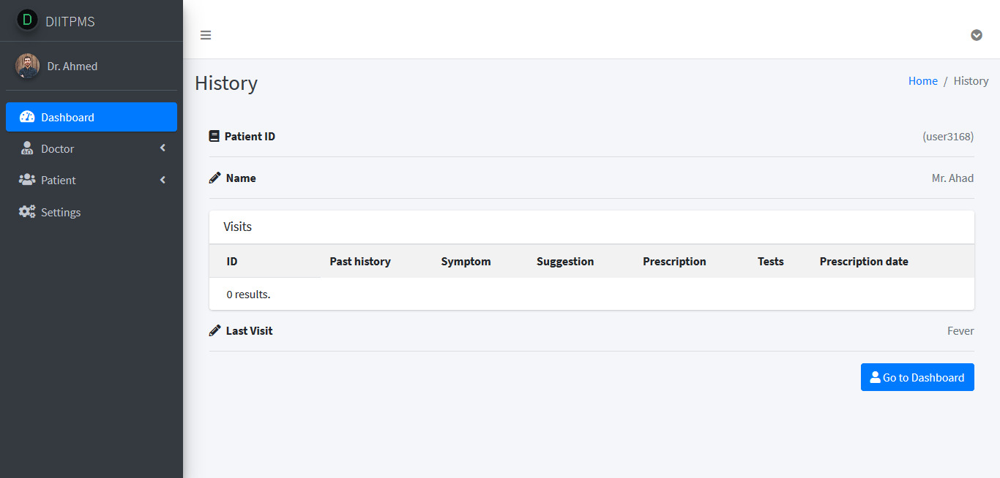 D DIITPMS
Dr. Ahmed
Dashboard
Doctor
Patient
Settings
History
Home / History
Patient ID (user3168)
Name Mr. Ahad
Visits
ID Past history Symptom Suggestion Prescription Tests Prescription date
0 results.
Last Visit Fever
Go to Dashboard